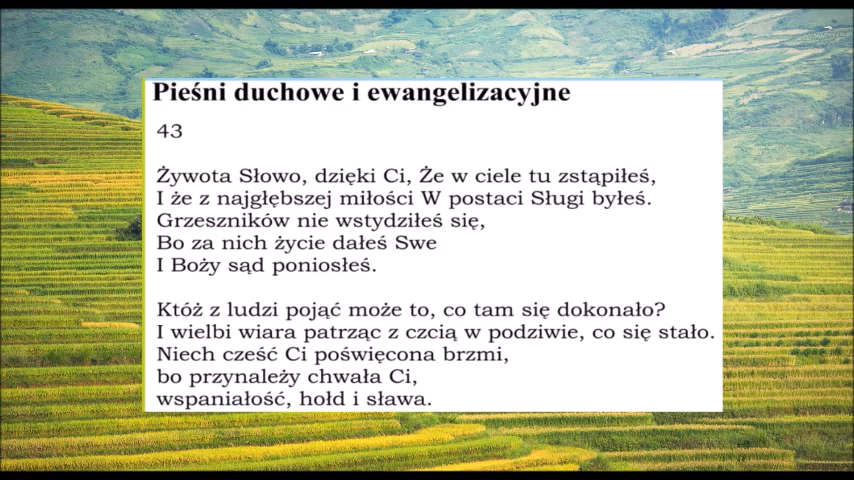 Pieśni duchowe i ewangelizacyjne
43
Żywota Słowo, dzięki Ci, Że w ciele tu zstąpiłeś,
I że z najgłębszej miłości W postaci Sługi byłeś.
Grzeszników nie wstydziłeś się,
Bo za nich życie dałeś Swe
I Boży sąd poniosłeś.
Któż z ludzi pojąć może to, co tam się dokonało?
I wielbi wiara patrząc z czcią w podziwie, co się stało.
Niech cześć Ci poświęcona brzmi,
bo przynależy chwała Ci,
wspaniałość, hołd i sława.